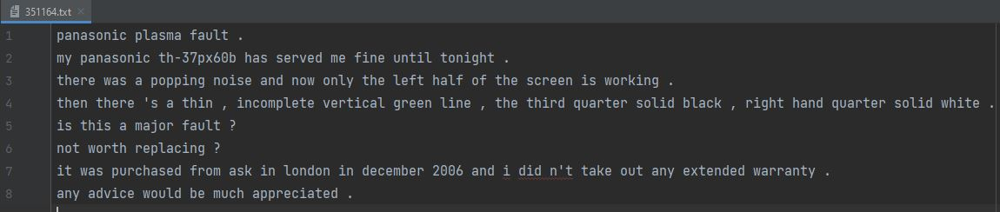 351164.txt
1 panasonic plasma fault .
2 my panasonic th-37px60b has served me fine until tonight .
3 there was a popping noise and now only the left half of the screen is working .
4 then there 's a thin , incomplete vertical green line , the third quarter solid black , right hand quarter solid white .
5 is this a major fault ?
6 not worth replacing ?
7 it was purchased from ask in london in december 2006 and i did n't take out any extended warranty .
8 any advice would be much appreciated .